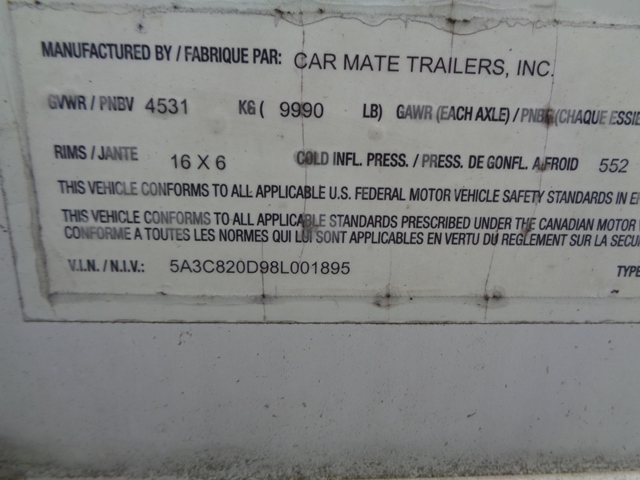 MANUFACTURED BY / FABRIQUE PAR: CAR MATE TRAILERS, INC.
GVWR / PNBV 4531 KG ( 9990 LB) GAWR (EACH AXLE) / PNBE (CHAQUE ESSIE
RIMS / JANTE 16 X 6 COLD INFL. PRESS. / PRESS. DE GONFL. A FROID 552
THIS VEHICLE CONFORMS TO ALL APPLICABLE U.S. FEDERAL MOTOR VEHICLE SAFETY STANDARDS IN EF
THIS VEHICLE CONFORMS TO ALL APPLICABLE STANDARDS PRESCRIBED UNDER THE CANADIAN MOTOR V
CONFORME A TOUTES LES NORMES QUI LUI SONT APPLICABLES EN VERTU DU REGLEMENT SUR LA SECU
V.I.N. / N.I.V.: 5A3C820D98L001895 TYPE